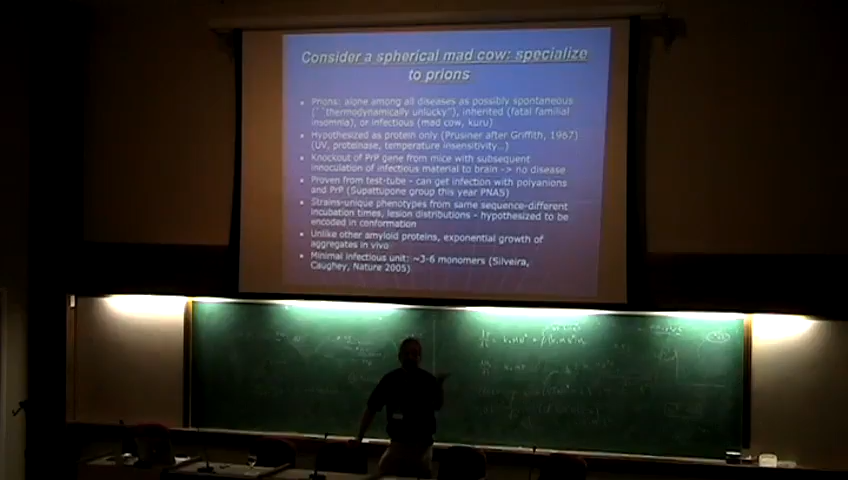 Consider a spherical mad cow: specialize
to prions
Prions: alone among all diseases as possibly spontaneous
(``thermodynamically unlucky"), inherited (fatal familial
insomnia), or infectious (mad cow, kuru)
Hypothesized as protein only (Prusiner after Griffith, 1967)
(UV, proteinase, temperature insensitivity...)
Knockout of PrP gene from mice with subsequent
innoculation of infectious material to brain -> no disease
Proven from test-tube - can get infection with polyanions
and PrP (Supattapone group this year PNAS)
Strains-unique phenotypes from same sequence-different
incubation times, lesion distributions - hypothesized to be
encoded in conformation
Unlike other amyloid proteins, exponential growth of
aggregates in vivo
Minimal infectious unit: ~3-6 monomers (Silveira,
Caughey, Nature 2005)